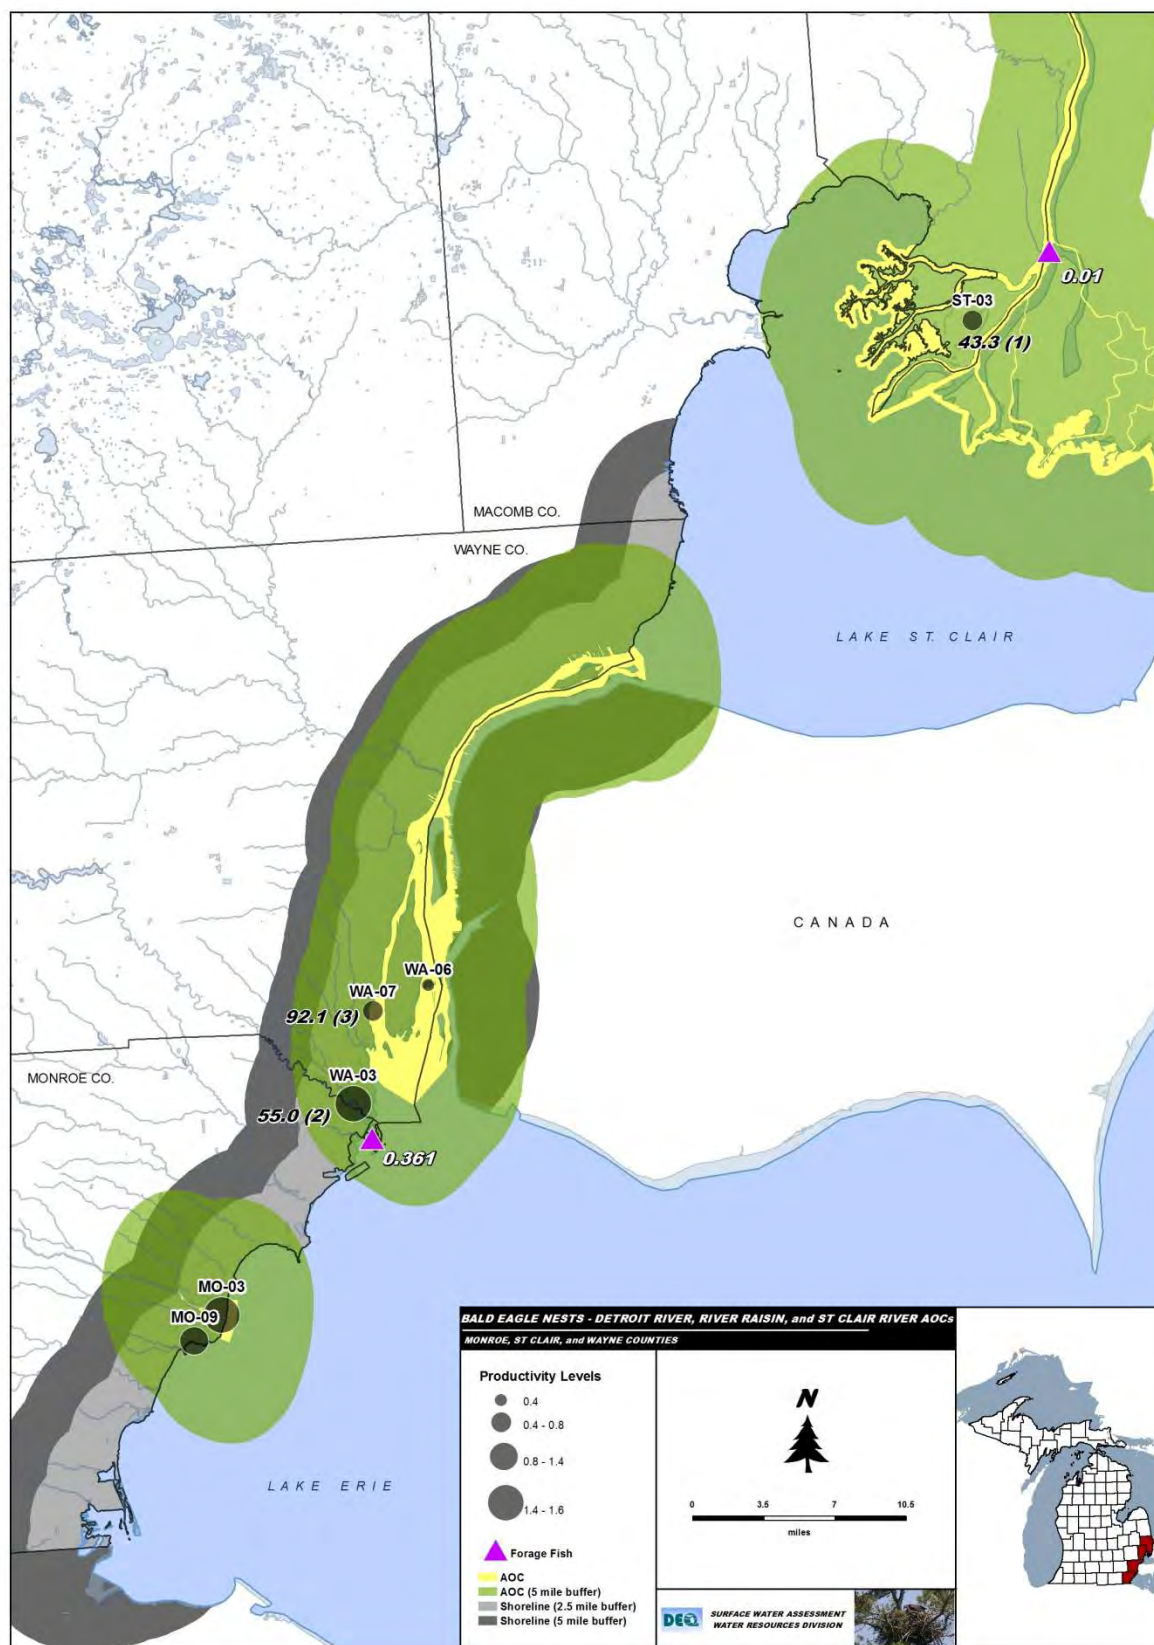 0.01
ST-03
43.3 (1)
MACOMB CO.
WAYNE CO.
LAKE ST. CLAIR
CANADA
WA-06
WA-07
92.1 (3)
WA-03
MONROE CO.
55.0 (2)
0.361
MO-03
MO-09
LAKE ERIE
BALD EAGLE NESTS - DETROIT RIVER, RIVER RAISIN, and ST CLAIR RIVER AOCs
MONROE, ST CLAIR, and WAYNE COUNTIES
Productivity Levels
0.4
0.4 - 0.8
0.8 - 1.4
1.4 - 1.6
Forage Fish
AOC
AOC (5 mile buffer)
Shoreline (2.5 mile buffer)
Shoreline (5 mile buffer)
N
0 3.5 7 10.5
miles
DEQ
SURFACE WATER ASSESSMENT
WATER RESOURCES DIVISION